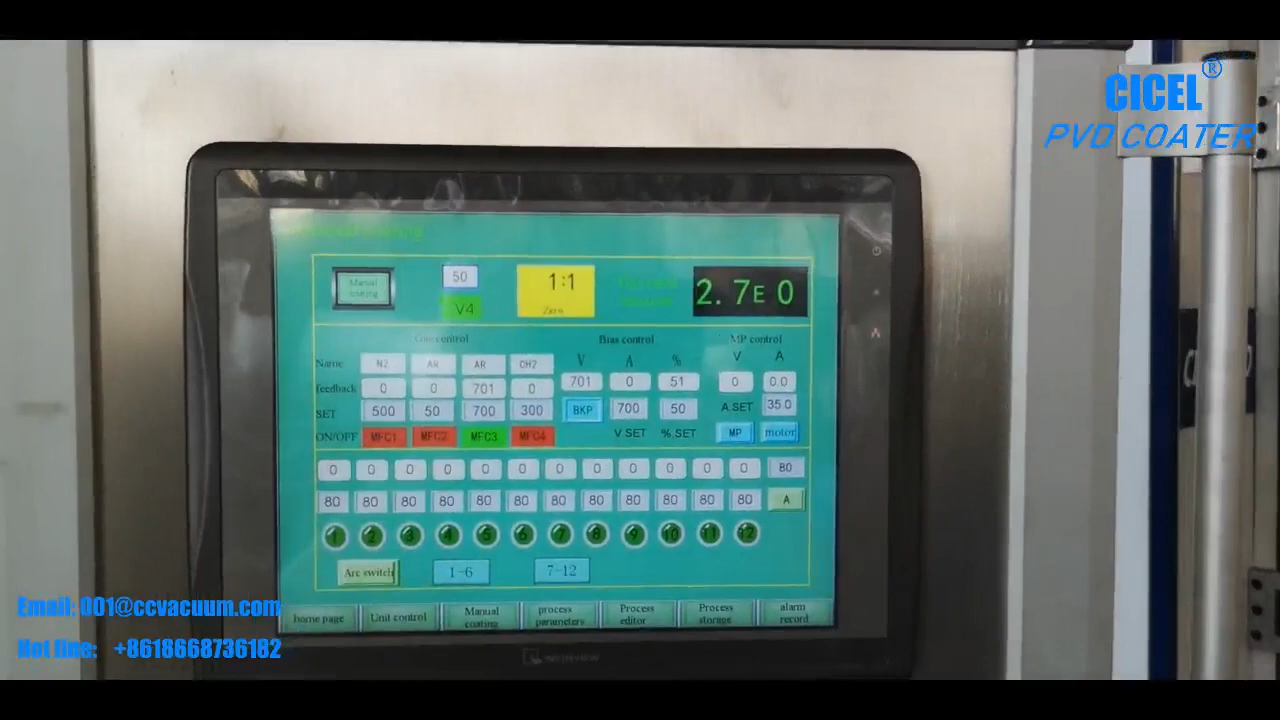 CICEL®
PVD COATER
Manual coating
50
V4
1:1
Zero
2.7E 0
Gas control
Bias control
MP control
V A %
V A
Name N2 AR AR CH2
feedback 0 0 701 0
701 0 51
0 0.0
SET 500 50 700 300
BKP 700 50
A.SET 35.0
ON/OFF MFC1 MFC2 MFC3 MFC4
V.SET %.SET
MP motor
0 0 0 0 0 0 0 0 0 0 0 0 80
80 80 80 80 80 80 80 80 80 80 80 80 A
1 2 3 4 5 6 7 8 9 10 11 12
Arc switch 1-6 7-12
home page
Unit control
Manual coating
process parameters
Process editor
Process storage
alarm record
Email: 001@ccvacuum.com
Hot line: +8618668736182